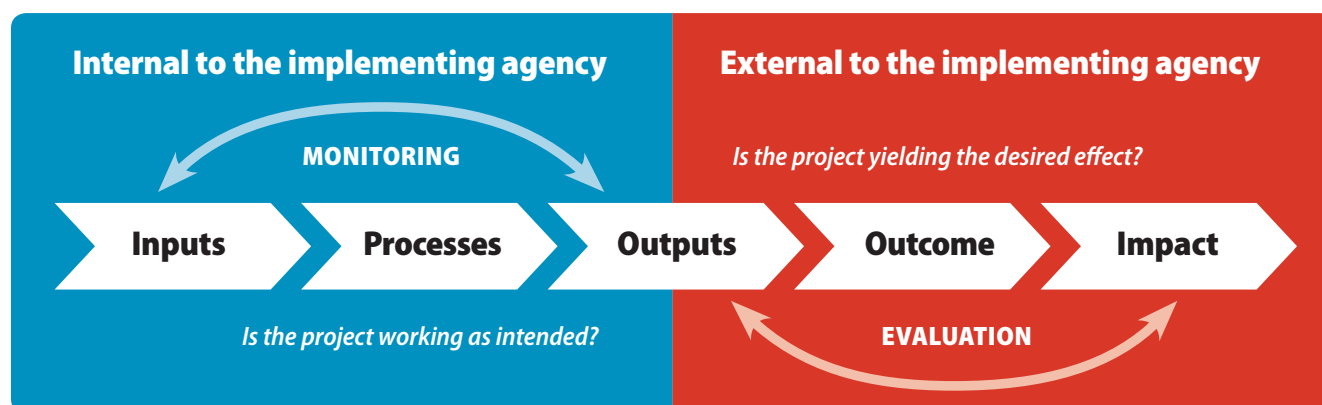 Internal to the implementing agency
External to the implementing agency
MONITORING
Is the project yielding the desired effect?
Inputs
Processes
Outputs
Outcome
Impact
Is the project working as intended?
EVALUATION